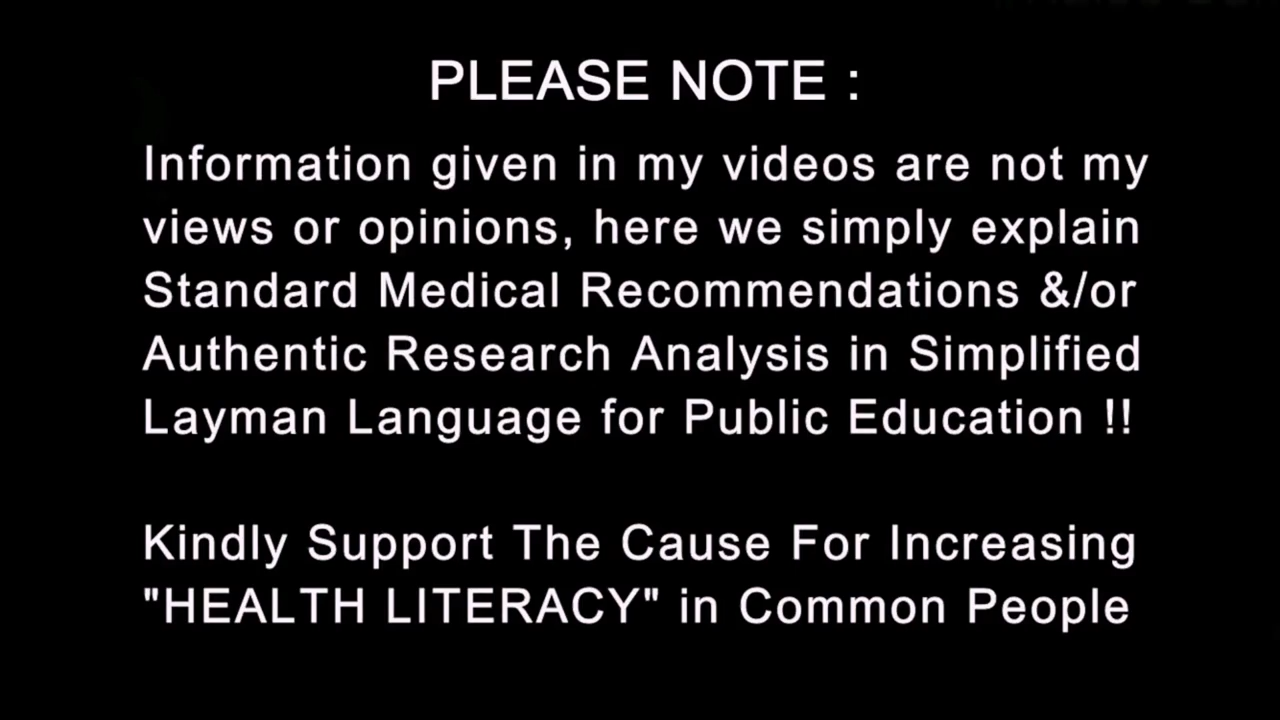 PLEASE NOTE :
Information given in my videos are not my
views or opinions, here we simply explain
Standard Medical Recommendations &/or
Authentic Research Analysis in Simplified
Layman Language for Public Education !!
Kindly Support The Cause For Increasing
"HEALTH LITERACY" in Common People